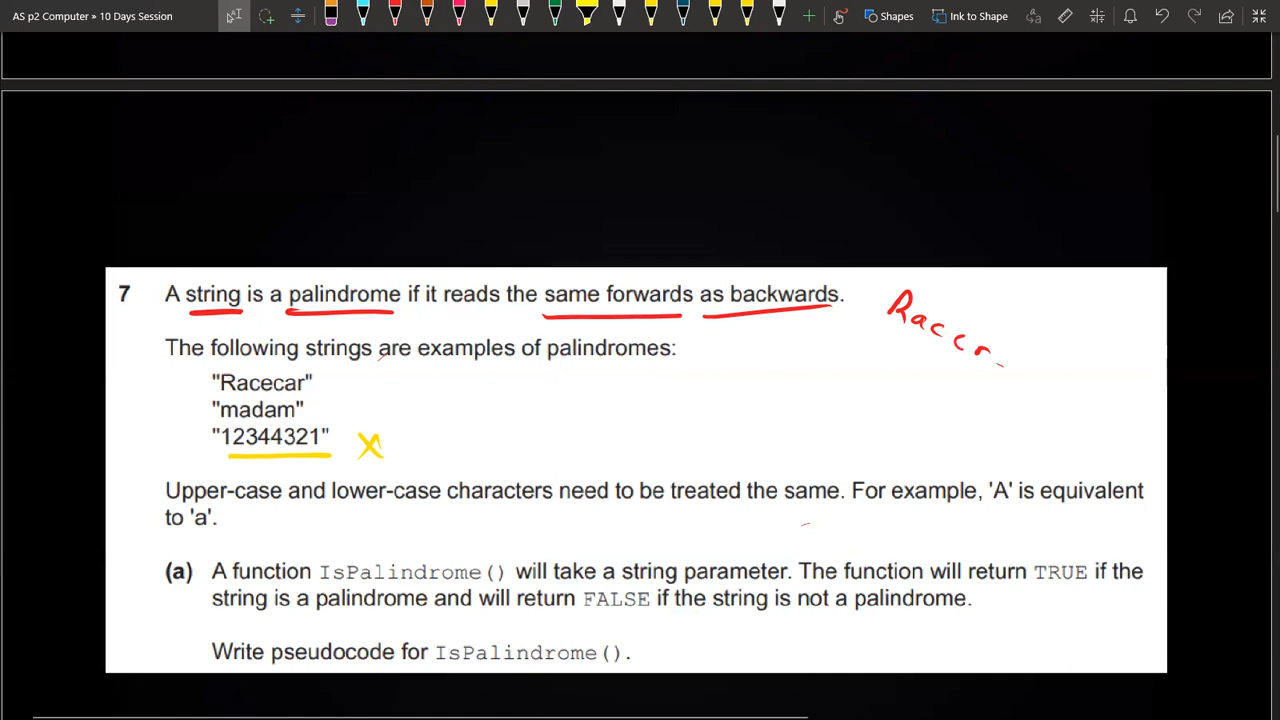 AS p2 Computer » 10 Days Session
Shapes
Ink to Shape
7 A string is a palindrome if it reads the same forwards as backwards.
The following strings are examples of palindromes:
"Racecar"
"madam"
"12344321" X
Upper-case and lower-case characters need to be treated the same. For example, 'A' is equivalent
to 'a'.
(a) A function IsPalindrome() will take a string parameter. The function will return TRUE if the
string is a palindrome and will return FALSE if the string is not a palindrome.
Write pseudocode for IsPalindrome().